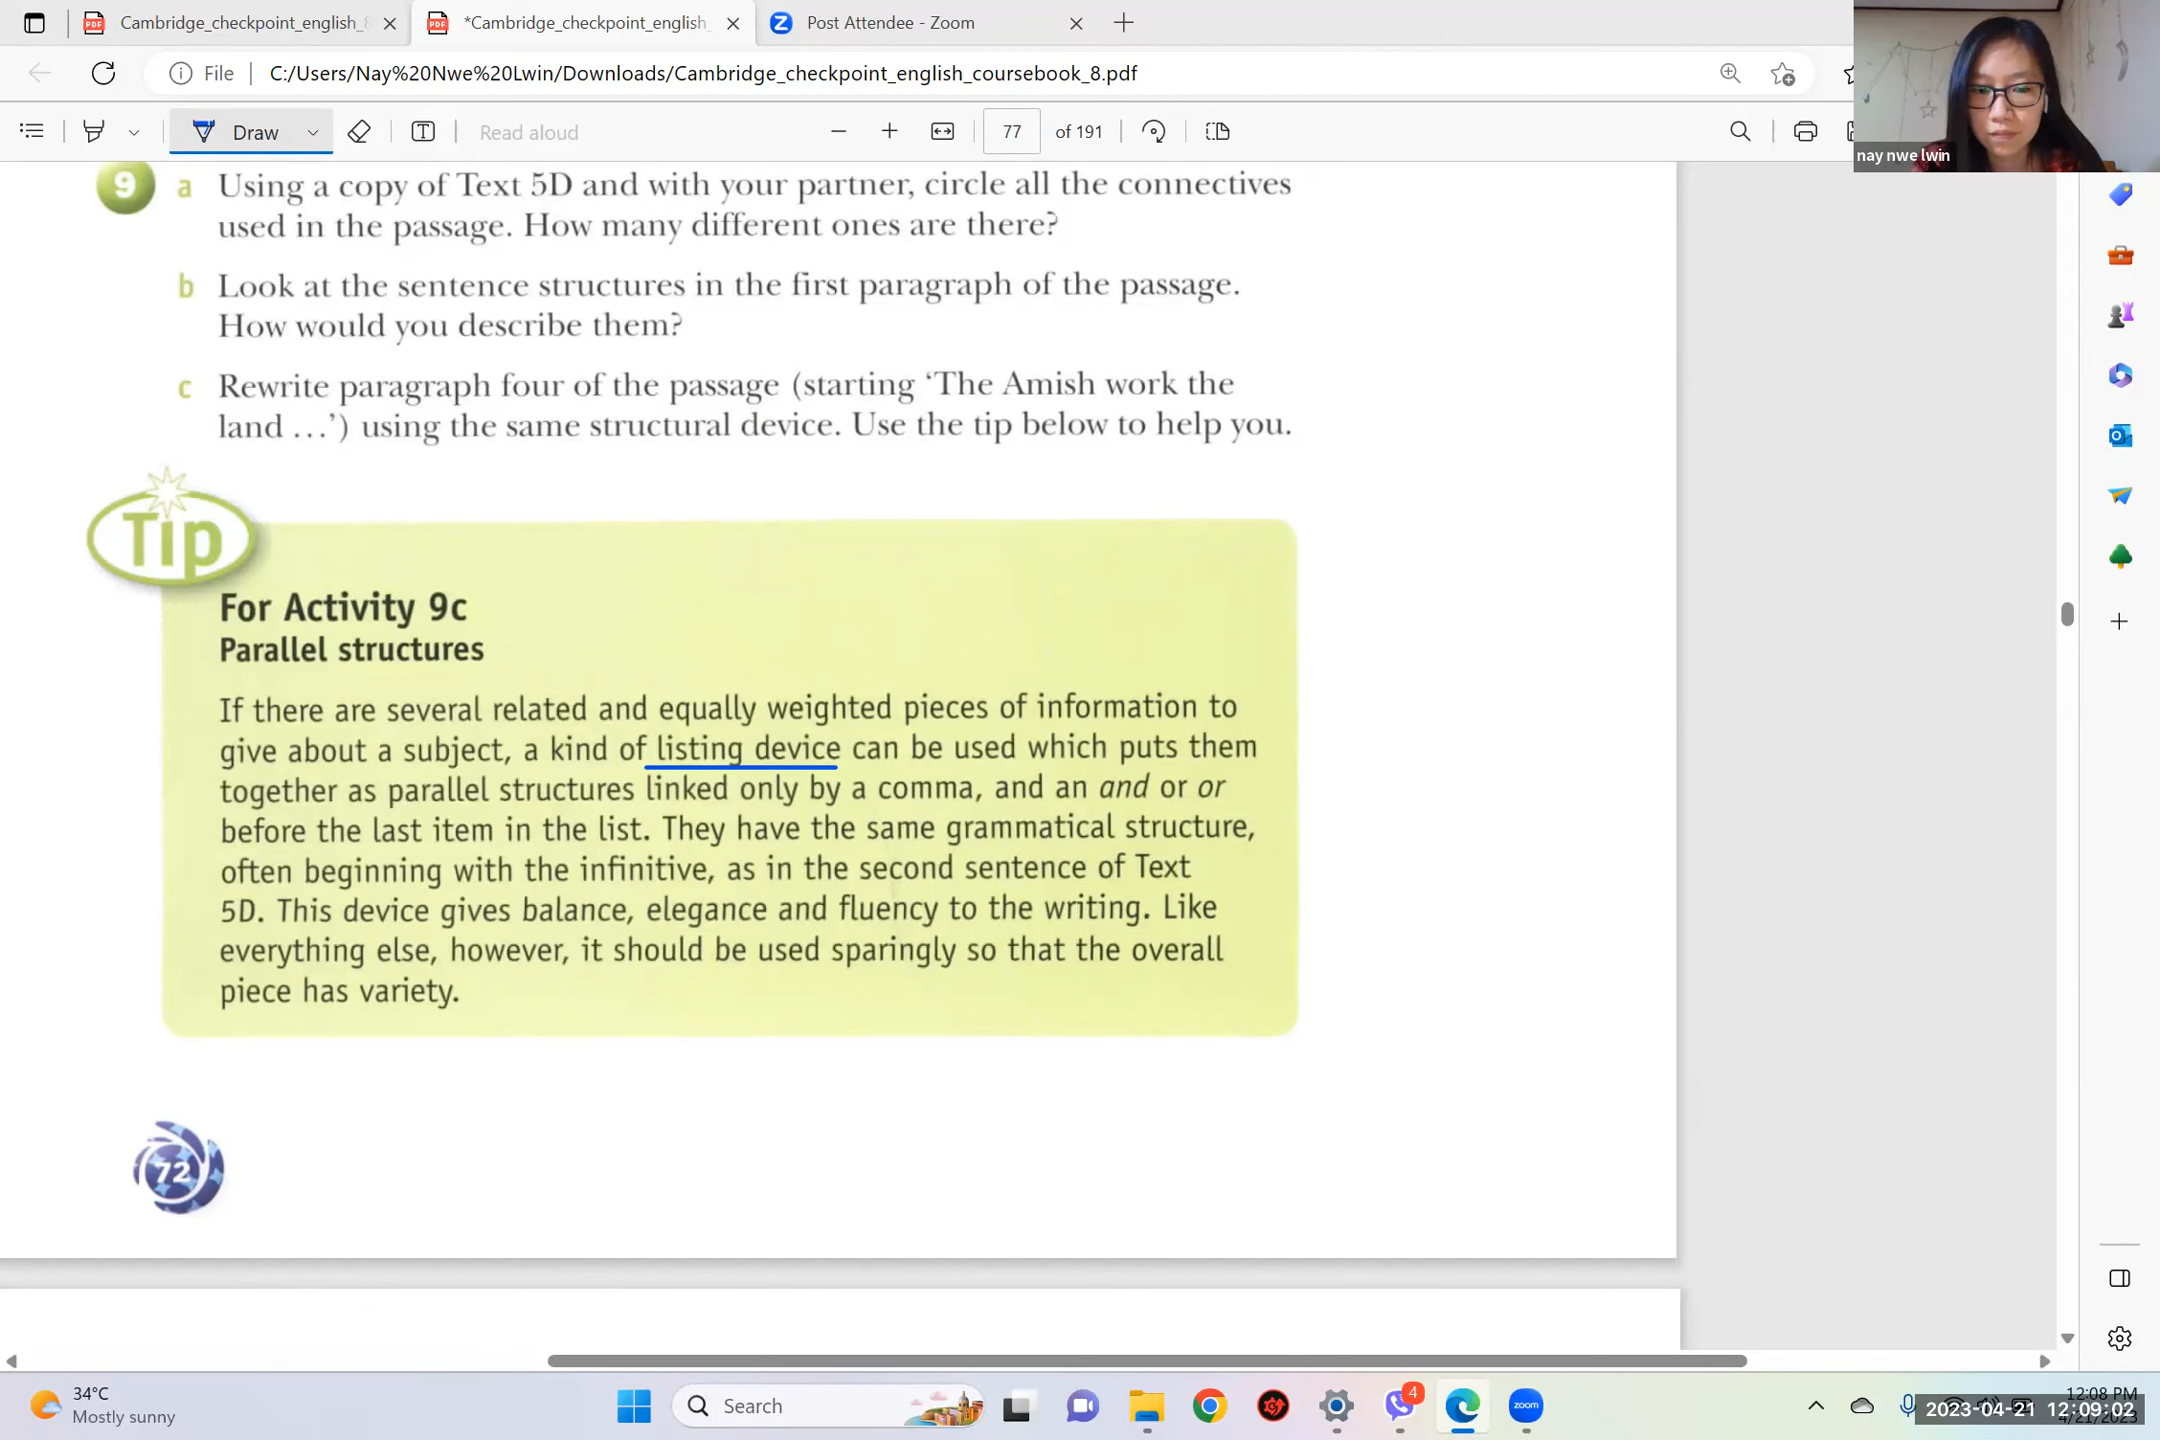 Cambridge_checkpoint_english_8
*Cambridge_checkpoint_english_
Post Attendee - Zoom
File
C:/Users/Nay%20Nwe%20Lwin/Downloads/Cambridge_checkpoint_english_coursebook_8.pdf
Draw
Read aloud
77
of 191
nay nwe lwin
9
a Using a copy of Text 5D and with your partner, circle all the connectives
used in the passage. How many different ones are there?
b Look at the sentence structures in the first paragraph of the passage.
How would you describe them?
c Rewrite paragraph four of the passage (starting ‘The Amish work the
land …’) using the same structural device. Use the tip below to help you.
Tip
For Activity 9c
Parallel structures
If there are several related and equally weighted pieces of information to
give about a subject, a kind of listing device can be used which puts them
together as parallel structures linked only by a comma, and an and or or
before the last item in the list. They have the same grammatical structure,
often beginning with the infinitive, as in the second sentence of Text
5D. This device gives balance, elegance and fluency to the writing. Like
everything else, however, it should be used sparingly so that the overall
piece has variety.
72
34°C
Mostly sunny
Search
zoom
4
12:08 PM
4/21/2023
2023-04-21 12:09:02